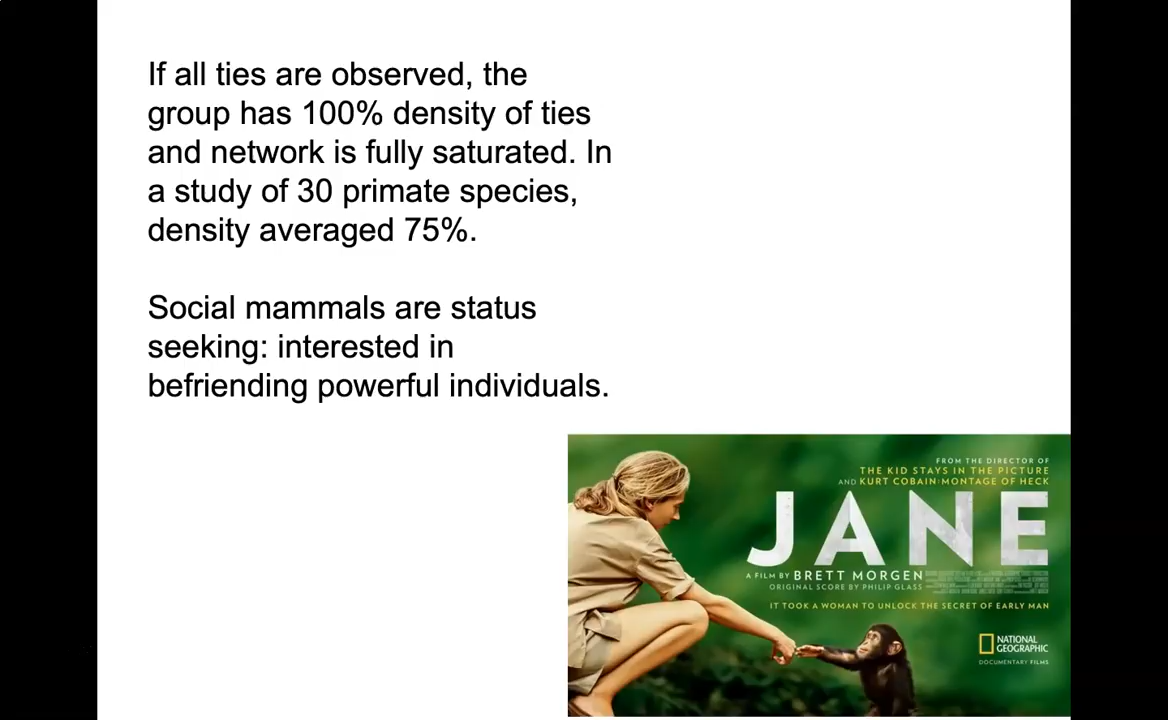 If all ties are observed, the
group has 100% density of ties
and network is fully saturated. In
a study of 30 primate species,
density averaged 75%.
Social mammals are status
seeking: interested in
befriending powerful individuals.
FROM THE DIRECTOR OF
THE KID STAYS IN THE PICTURE
AND KURT COBAIN: MONTAGE OF HECK
JANE
A FILM BY BRETT MORGEN
ORIGINAL SCORE BY PHILIP GLASS
IT TOOK A WOMAN TO UNLOCK THE SECRET OF EARLY MAN
NATIONAL
GEOGRAPHIC
DOCUMENTARY FILMS